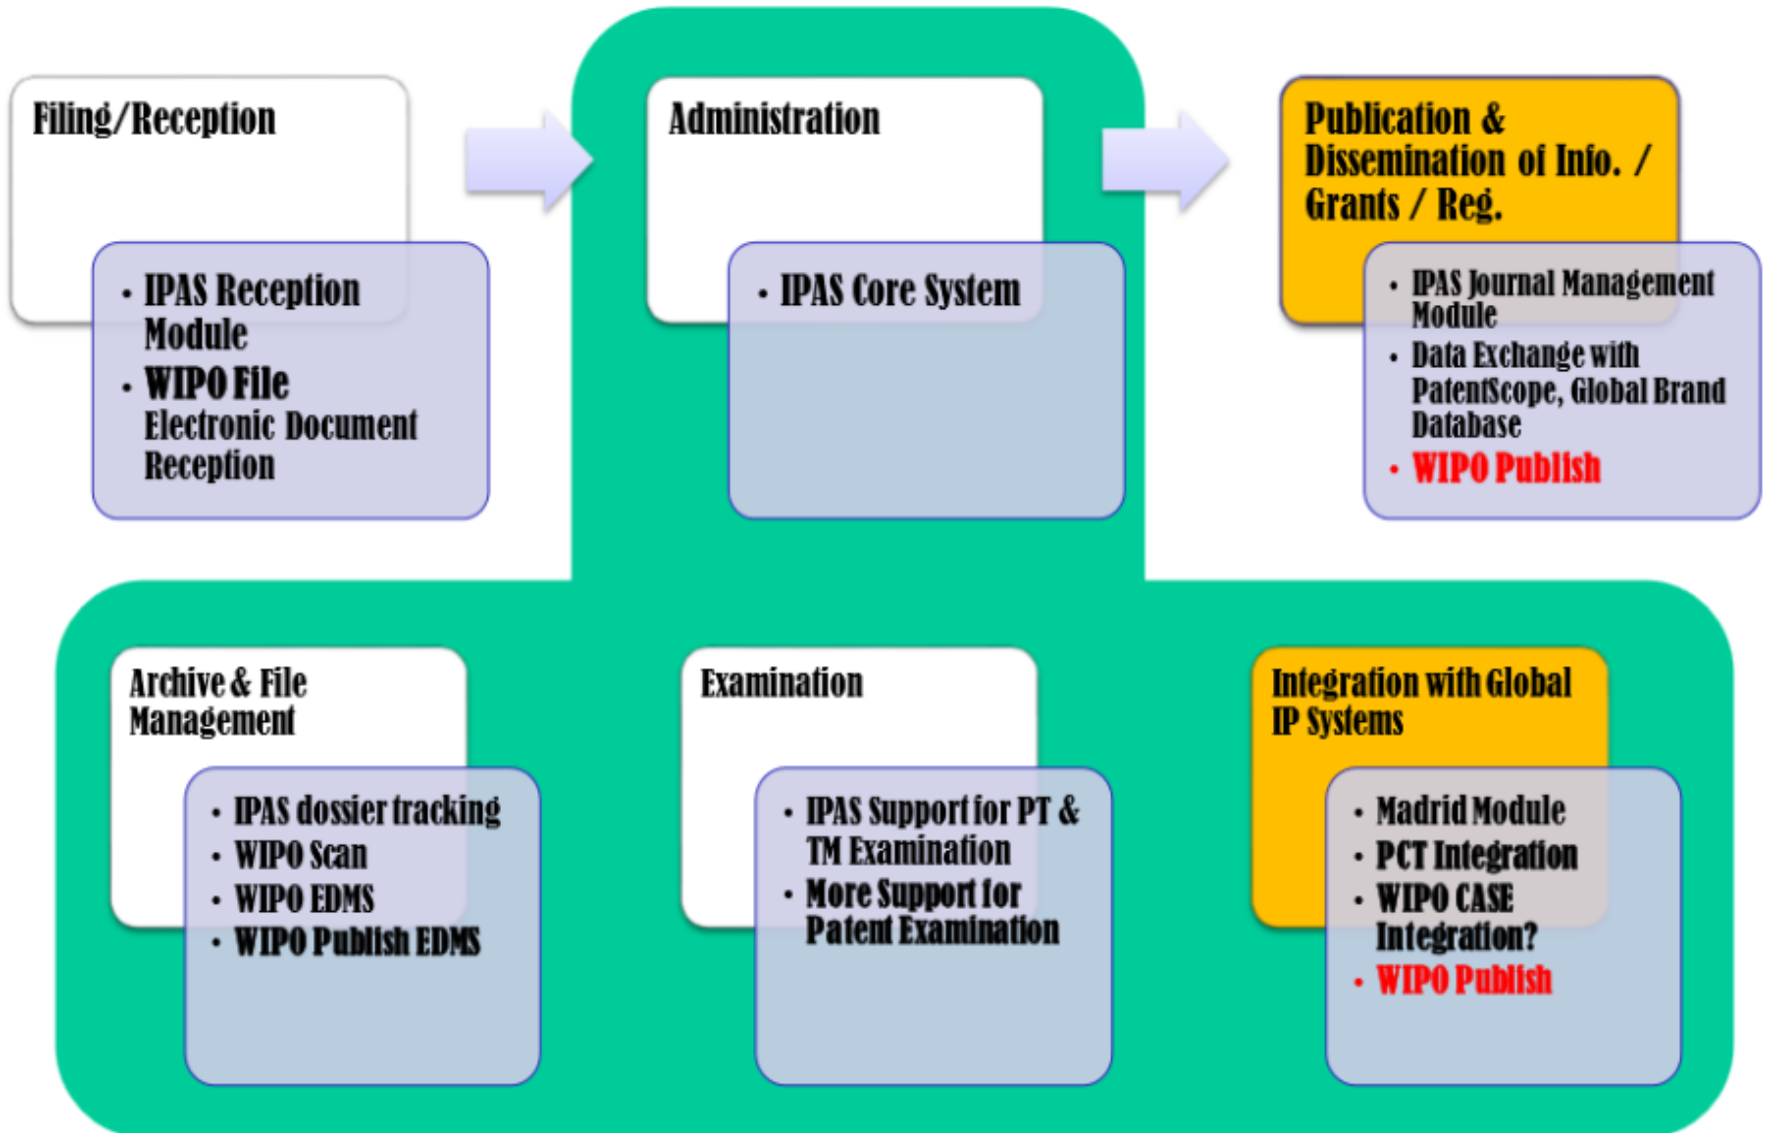 Filing/Reception
• IPAS Reception
Module
• WIPO File
Electronic Document
Reception
Administration
• IPAS Core System
Publication &
Dissemination of Info. /
Grants / Reg.
• IPAS Journal Management
Module
• Data Exchange with
PatentScope, Global Brand
Database
• WIPO Publish
Archive & File
Management
• IPAS dossier tracking
• WIPO Scan
• WIPO EDMS
• WIPO Publish EDMS
Examination
• IPAS Support for PT &
TM Examination
• More Support for
Patent Examination
Integration with Global
IP Systems
• Madrid Module
• PCT Integration
• WIPO CASE
Integration?
• WIPO Publish